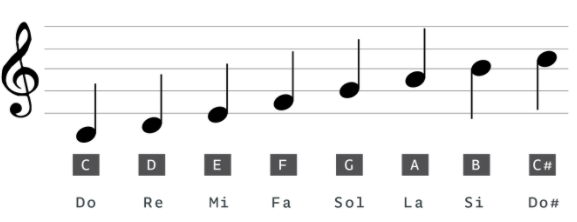 C D E F G A B C#
Do Re Mi Fa Sol La Si Do#